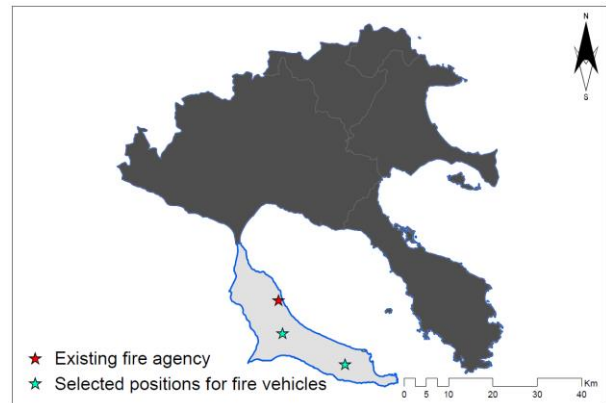 N
S
Existing fire agency
Selected positions for fire vehicles
Km
0 5 10 20 30 40